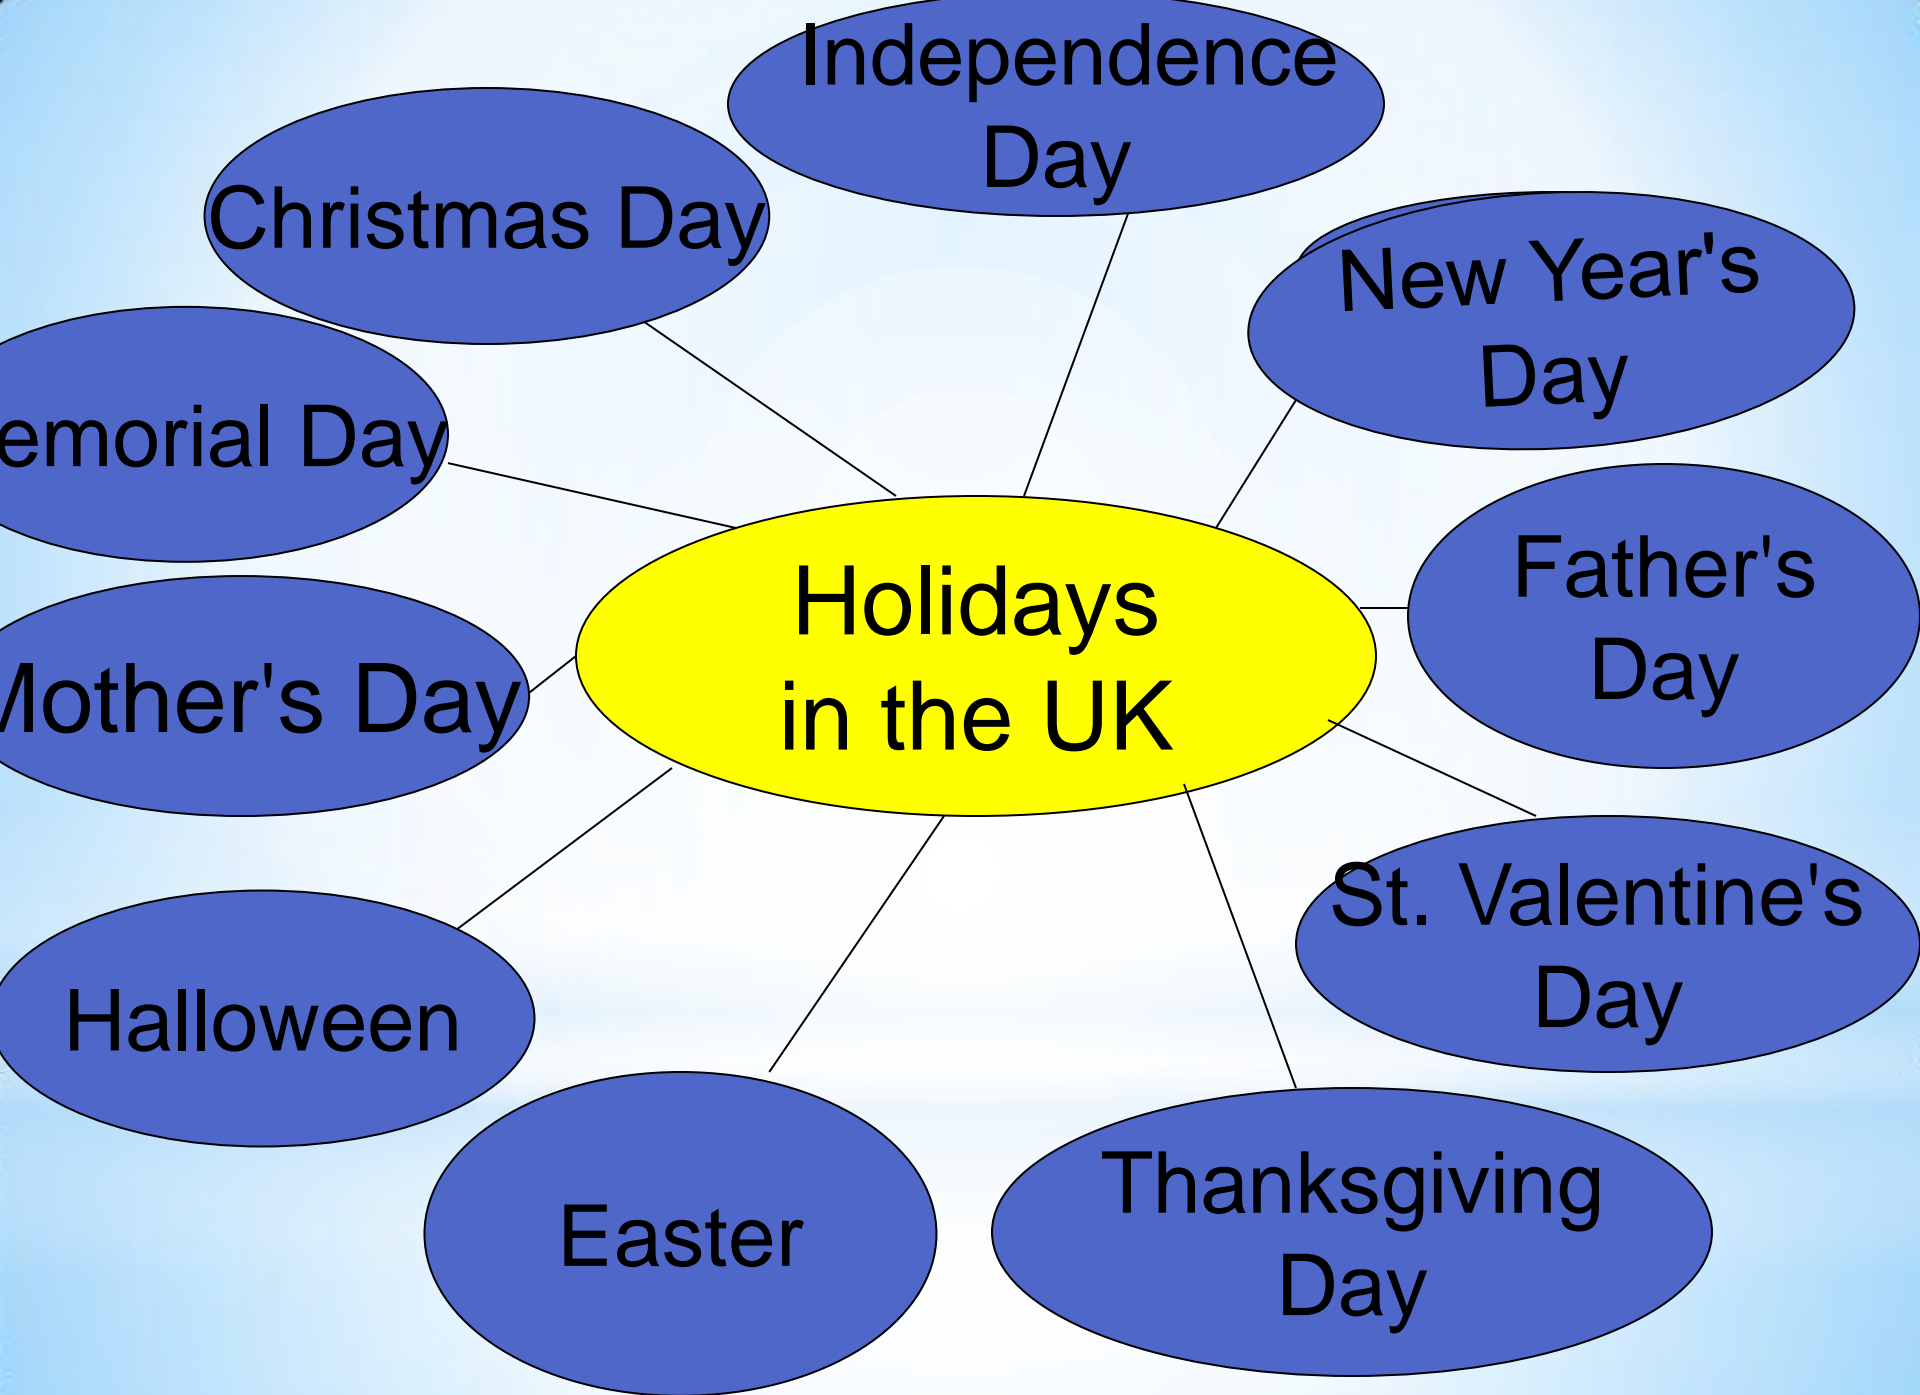 Independence
Day
Christmas Day
New Year's
Day
emorial Day
Father's
Day
Holidays
in the UK
Mother's Day
St. Valentine's
Day
Halloween
Thanksgiving
Day
Easter